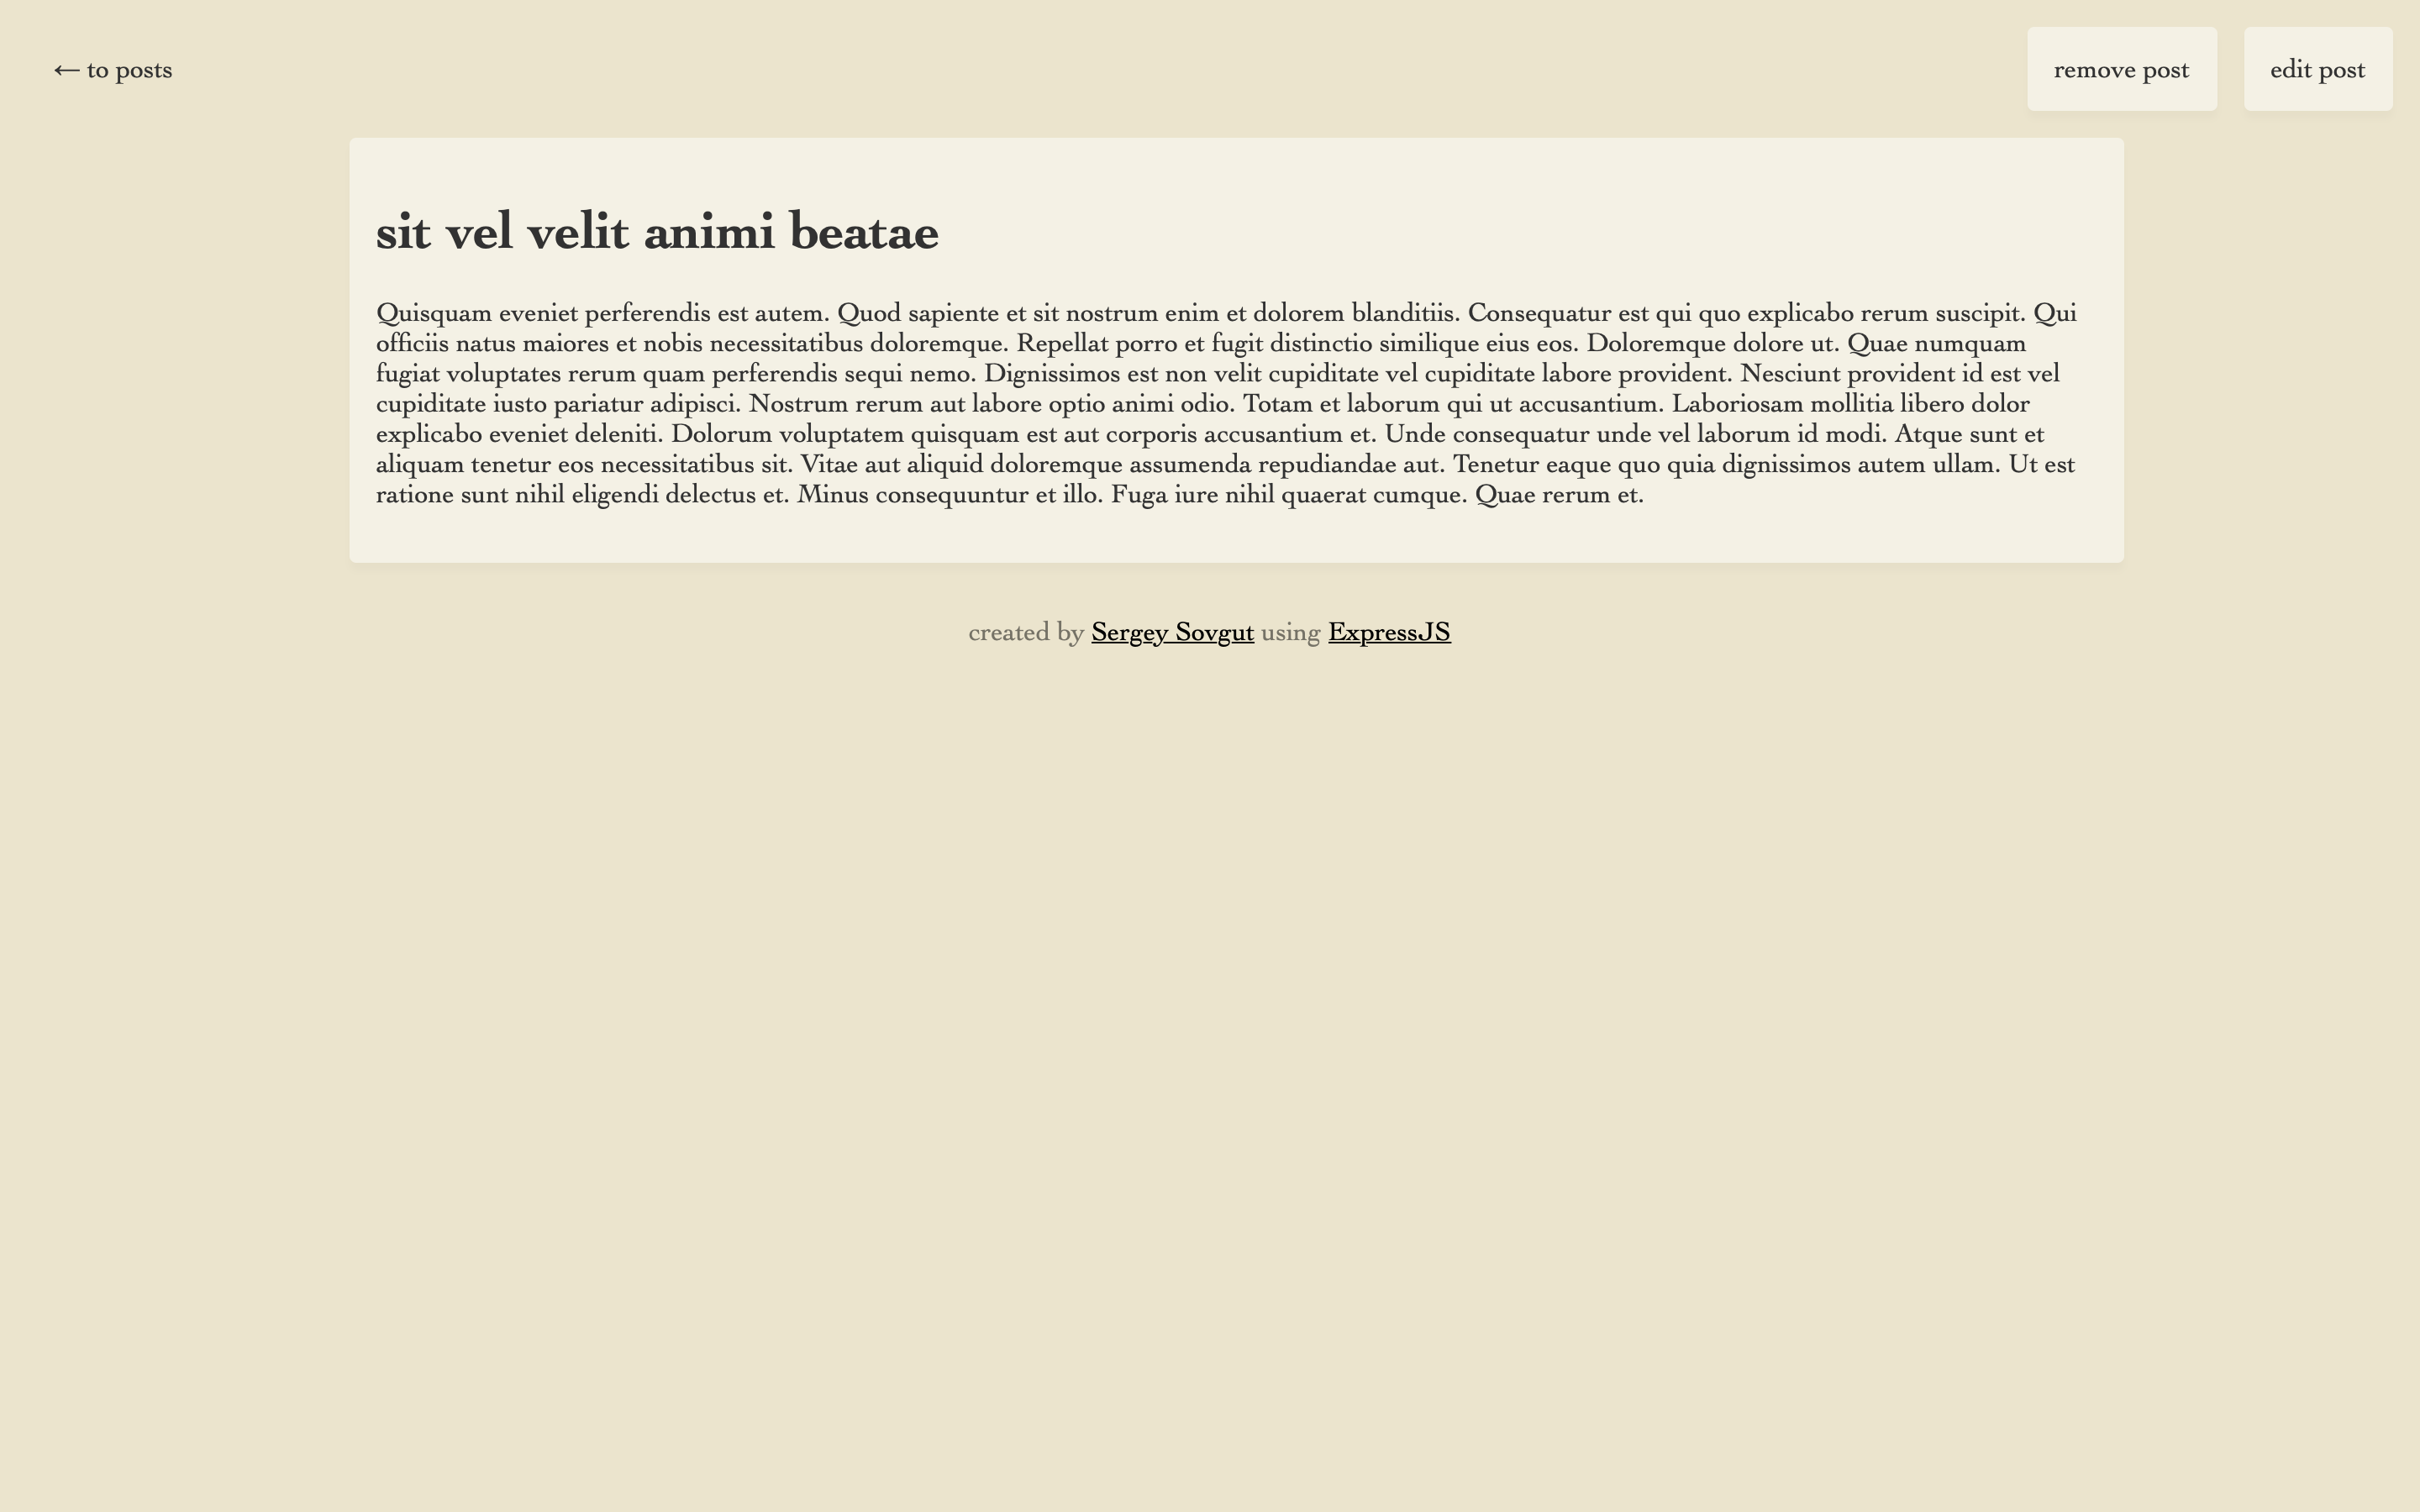 ← to posts
remove post
edit post
sit vel velit animi beatae
Quisquam eveniet perferendis est autem. Quod sapiente et sit nostrum enim et dolorem blanditiis. Consequatur est qui quo explicabo rerum suscipit. Qui
officiis natus maiores et nobis necessitatibus doloremque. Repellat porro et fugit distinctio similique eius eos. Doloremque dolore ut. Quae numquam
fugiat voluptates rerum quam perferendis sequi nemo. Dignissimos est non velit cupiditate vel cupiditate labore provident. Nesciunt provident id est vel
cupiditate iusto pariatur adipisci. Nostrum rerum aut labore optio animi odio. Totam et laborum qui ut accusantium. Laboriosam mollitia libero dolor
explicabo eveniet deleniti. Dolorum voluptatem quisquam est aut corporis accusantium et. Unde consequatur unde vel laborum id modi. Atque sunt et
aliquam tenetur eos necessitatibus sit. Vitae aut aliquid doloremque assumenda repudiandae aut. Tenetur eaque quo quia dignissimos autem ullam. Ut est
ratione sunt nihil eligendi delectus et. Minus consequuntur et illo. Fuga iure nihil quaerat cumque. Quae rerum et.
created by Sergey Sovgut using ExpressJS